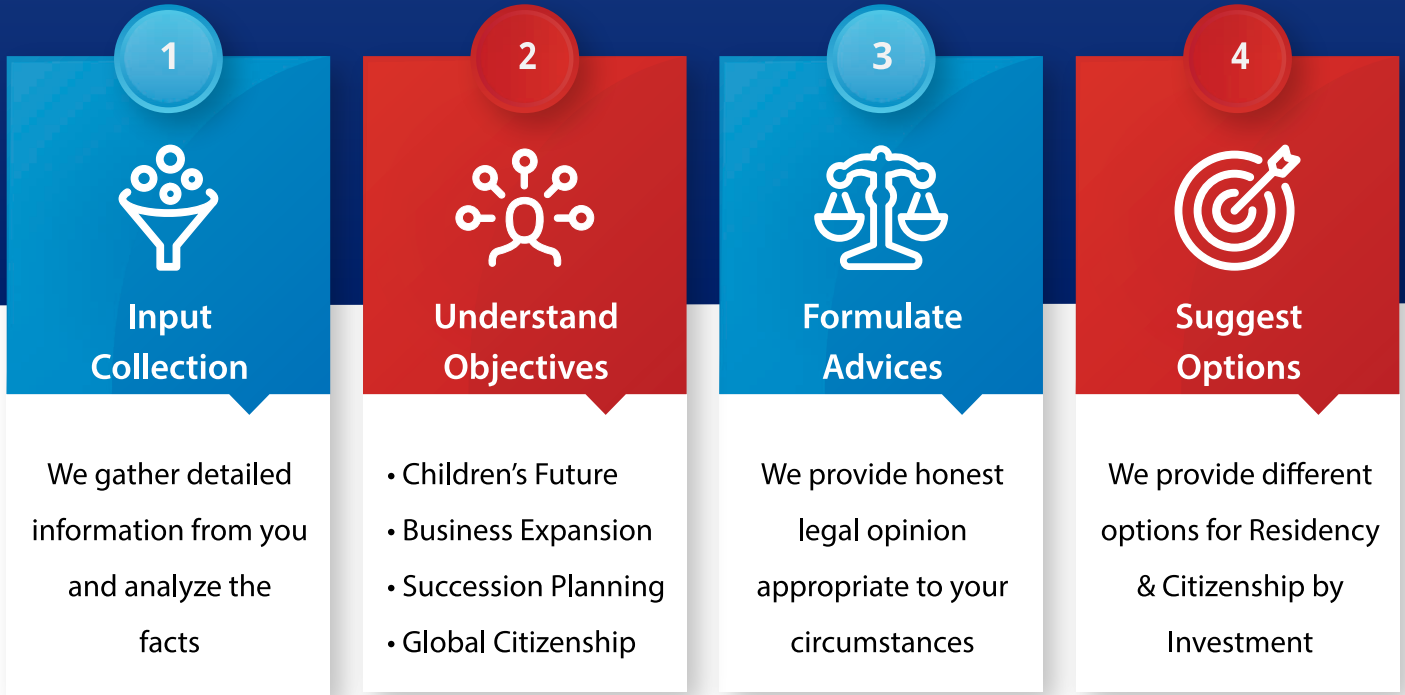 1
Input
Collection
We gather detailed
information from you
and analyze the
facts
2
Understand
Objectives
• Children’s Future
• Business Expansion
• Succession Planning
• Global Citizenship
3
Formulate
Advices
We provide honest
legal opinion
appropriate to your
circumstances
4
Suggest
Options
We provide different
options for Residency
& Citizenship by
Investment